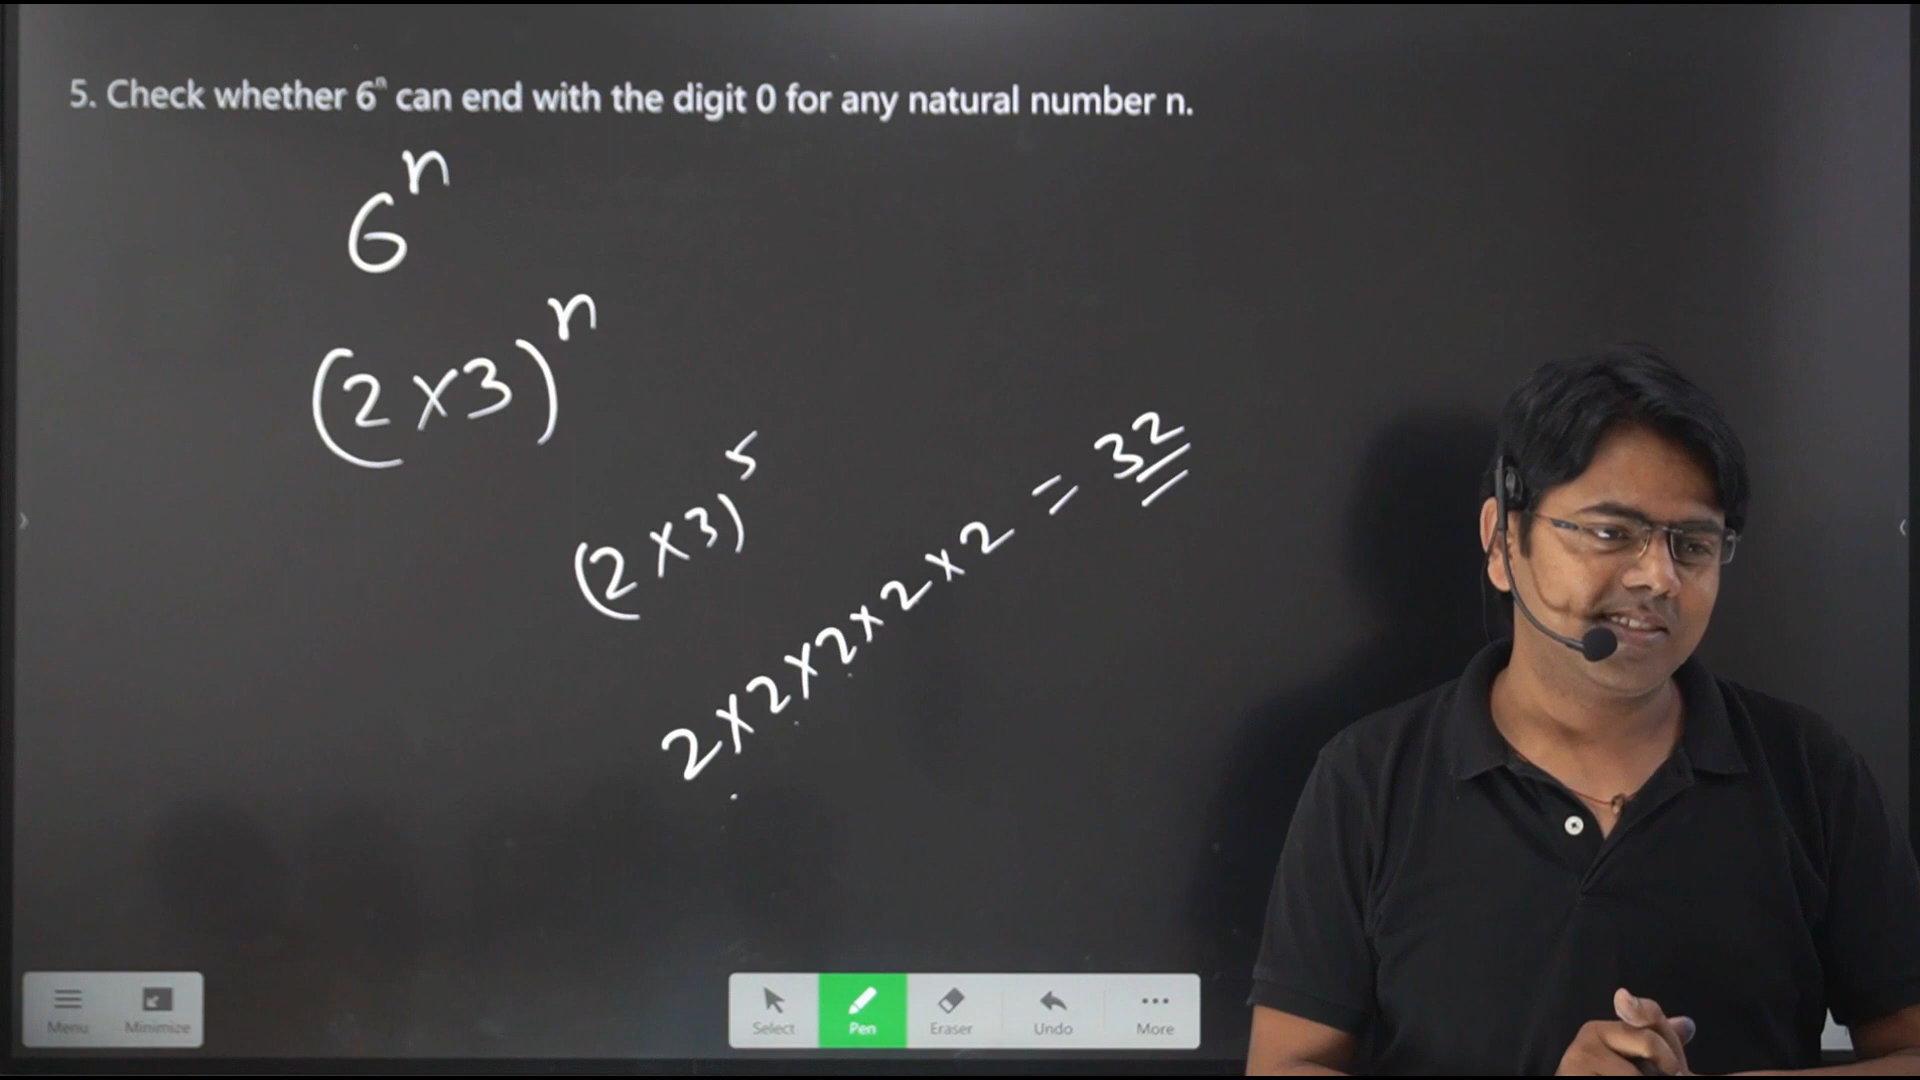 5. Check whether 6ⁿ can end with the digit 0 for any natural number n.
6ⁿ
(2×3)ⁿ
(2×3)⁵
2×2×2×2×2 = 32
Menu Minimize Select Pen Eraser Undo More